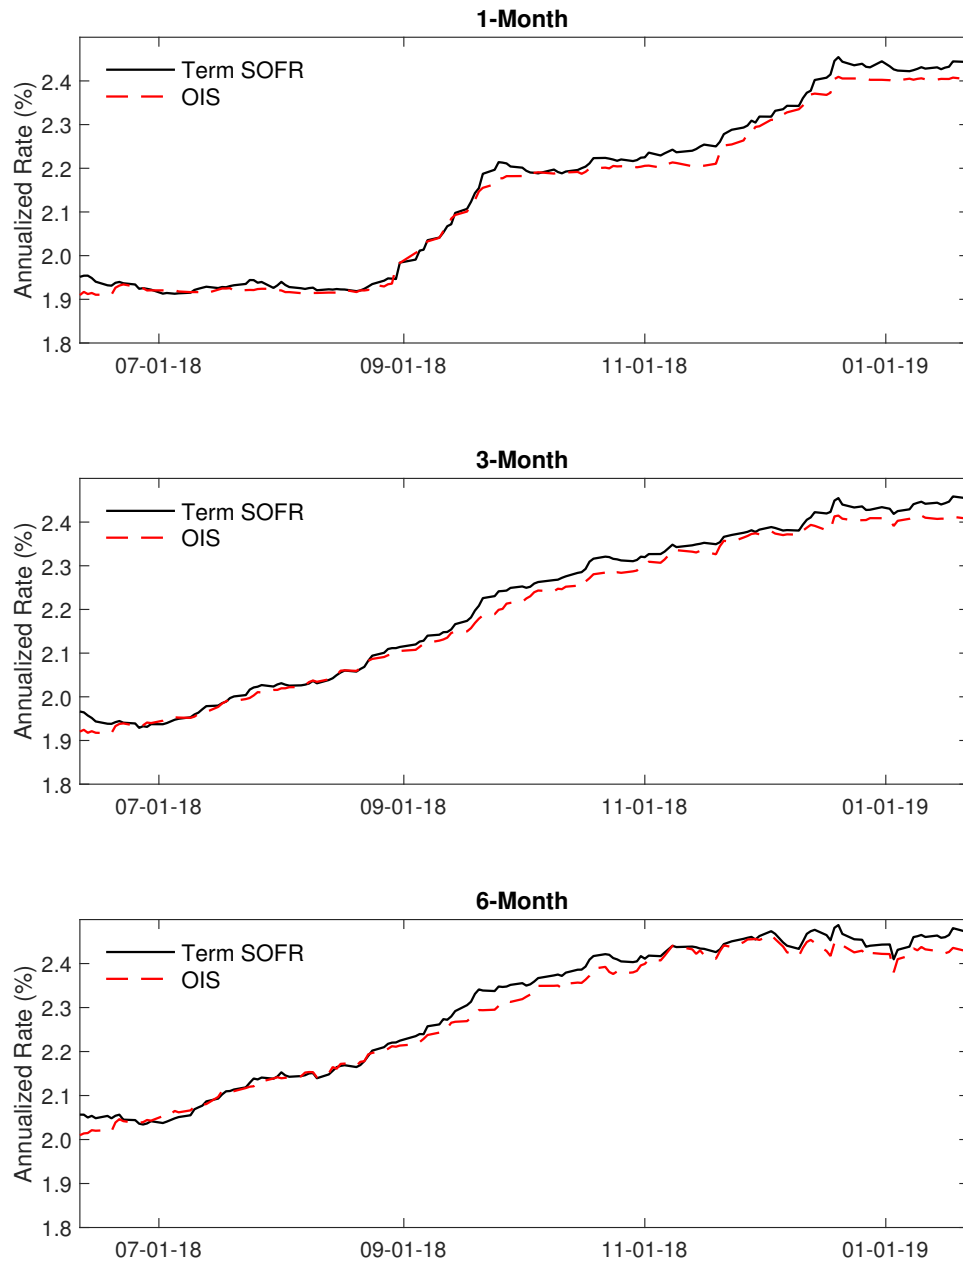 1-Month
Annualized Rate (%)
Term SOFR
OIS
2.4
2.3
2.2
2.1
2.0
1.9
1.8
07-01-18 09-01-18 11-01-18 01-01-19
3-Month
Annualized Rate (%)
Term SOFR
OIS
2.4
2.3
2.2
2.1
2.0
1.9
1.8
07-01-18 09-01-18 11-01-18 01-01-19
6-Month
Annualized Rate (%)
Term SOFR
OIS
2.4
2.3
2.2
2.1
2.0
1.9
1.8
07-01-18 09-01-18 11-01-18 01-01-19